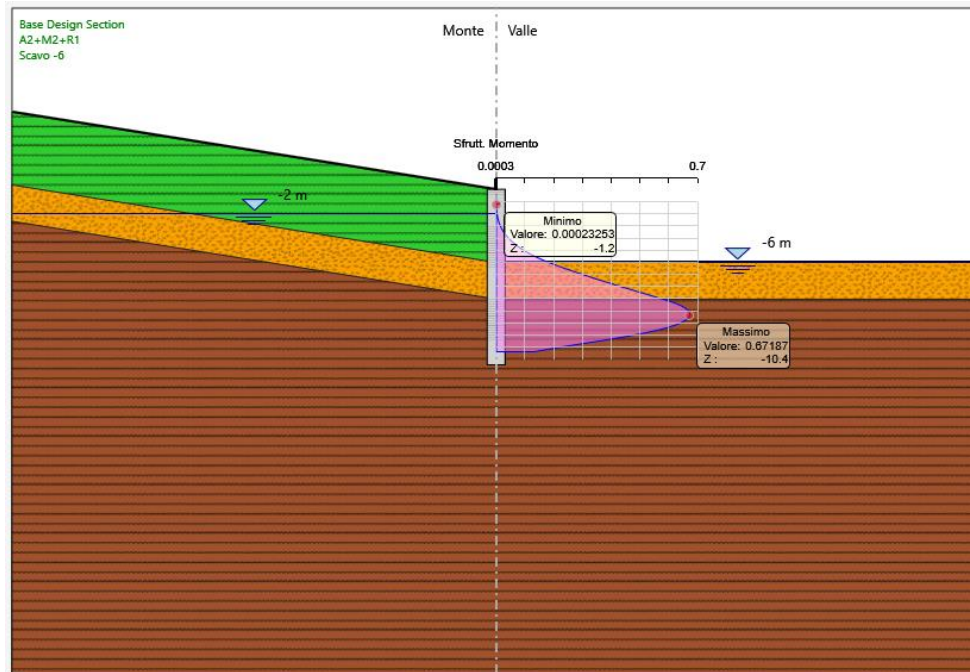 Base Design Section
A2+M2+R1
Scavo -6
Monte Valle
Sfrutt. Momento
0.0003 0.7
-2 m
Minimo
Valore: 0.00023253
Z : -1.2
-6 m
Massimo
Valore: 0.67187
Z : -10.4